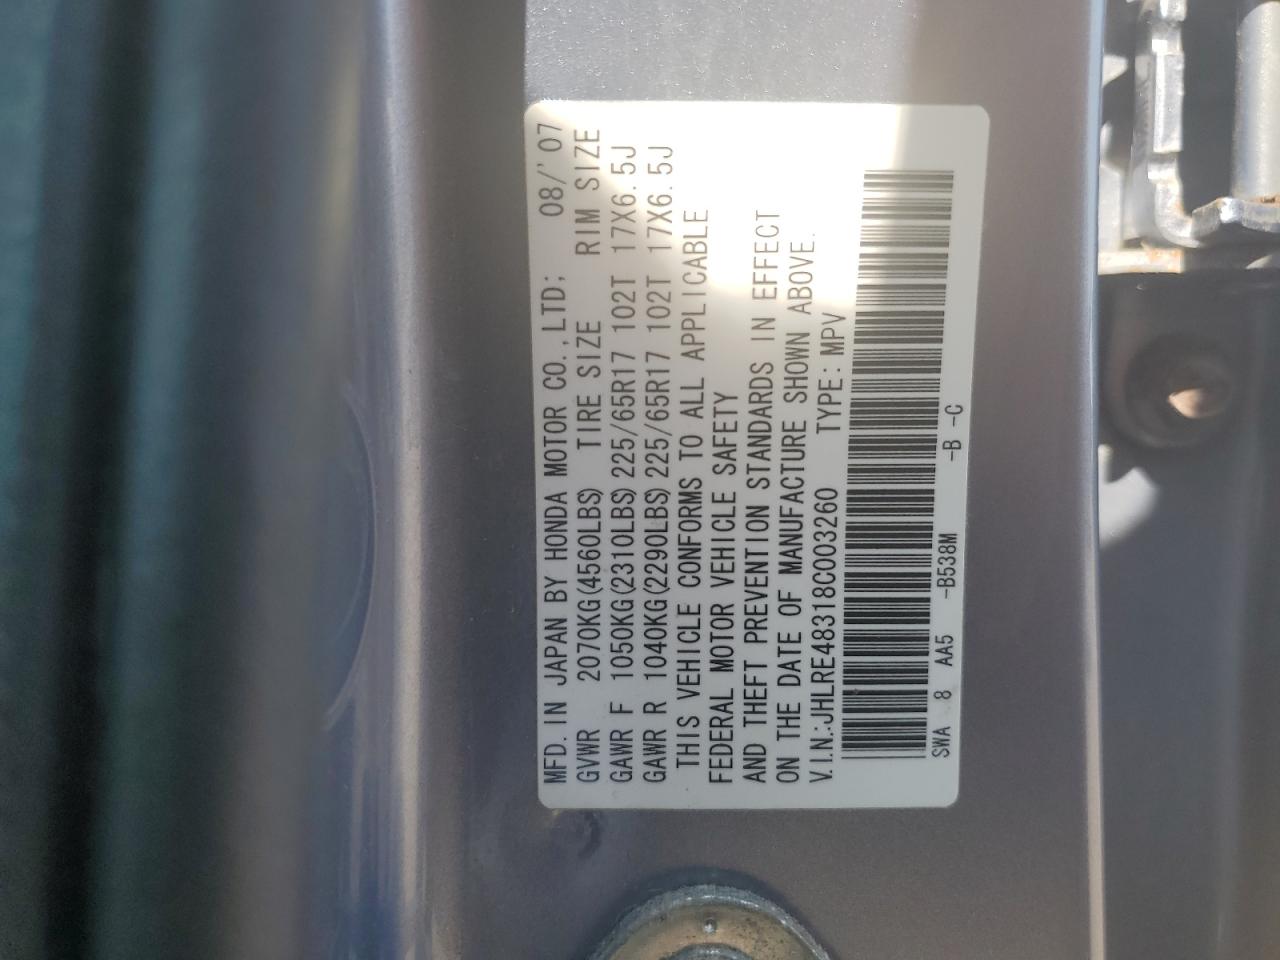 MFD. IN JAPAN BY HONDA MOTOR CO., LTD; 08/'07
GVWR 2070KG(4560LBS) TIRE SIZE RIM SIZE
GAWR F 1050KG(2310LBS) 225/65R17 102T 17X6.5J
GAWR R 1040KG(2290LBS) 225/65R17 102T 17X6.5J
THIS VEHICLE CONFORMS TO ALL APPLICABLE
FEDERAL MOTOR VEHICLE SAFETY
AND THEFT PREVENTION STANDARDS IN EFFECT
ON THE DATE OF MANUFACTURE SHOWN ABOVE.
V.I.N.:JHLRE48318C003260 TYPE:MPV
SWA 8 AA5 -B538M -B -C